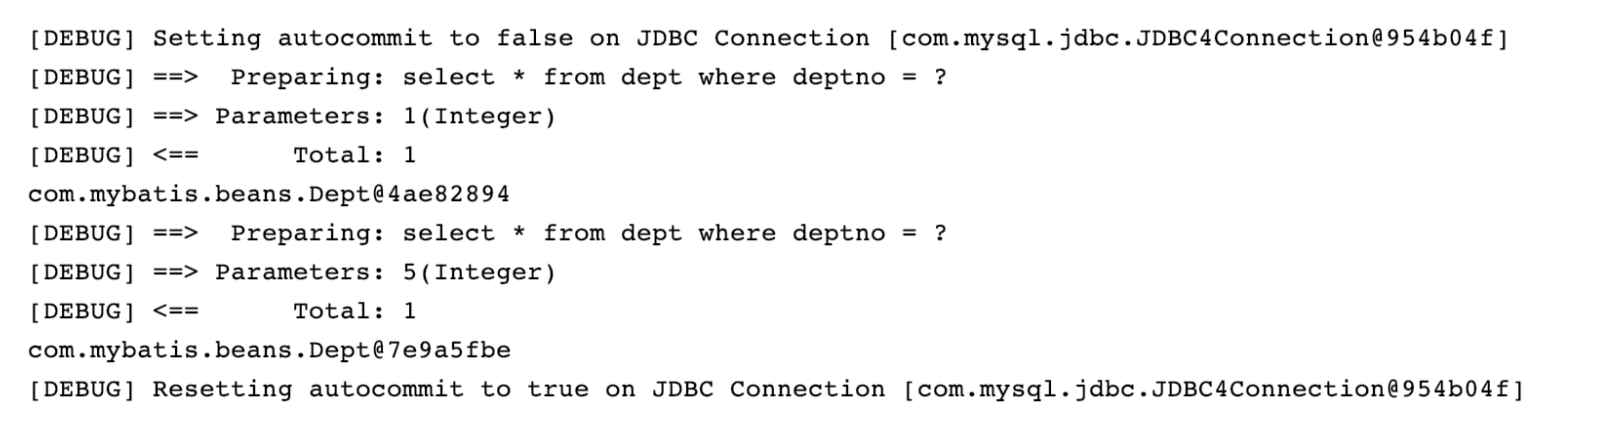 [DEBUG] Setting autocommit to false on JDBC Connection [com.mysql.jdbc.JDBC4Connection@954b04f]
[DEBUG] ==>  Preparing: select * from dept where deptno = ?
[DEBUG] ==> Parameters: 1(Integer)
[DEBUG] <==      Total: 1
com.mybatis.beans.Dept@4ae82894
[DEBUG] ==>  Preparing: select * from dept where deptno = ?
[DEBUG] ==> Parameters: 5(Integer)
[DEBUG] <==      Total: 1
com.mybatis.beans.Dept@7e9a5fbe
[DEBUG] Resetting autocommit to true on JDBC Connection [com.mysql.jdbc.JDBC4Connection@954b04f]